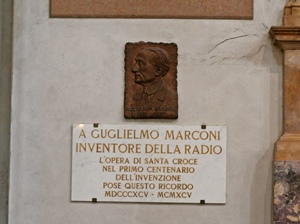 A GUGLIELMO MARCONI
INVENTORE DELLA RADIO
L'OPERA DI SANTA CROCE
NEL PRIMO CENTENARIO
DELL'INVENZIONE
POSE QUESTO RICORDO
MDCCCXCV - MCMXCV